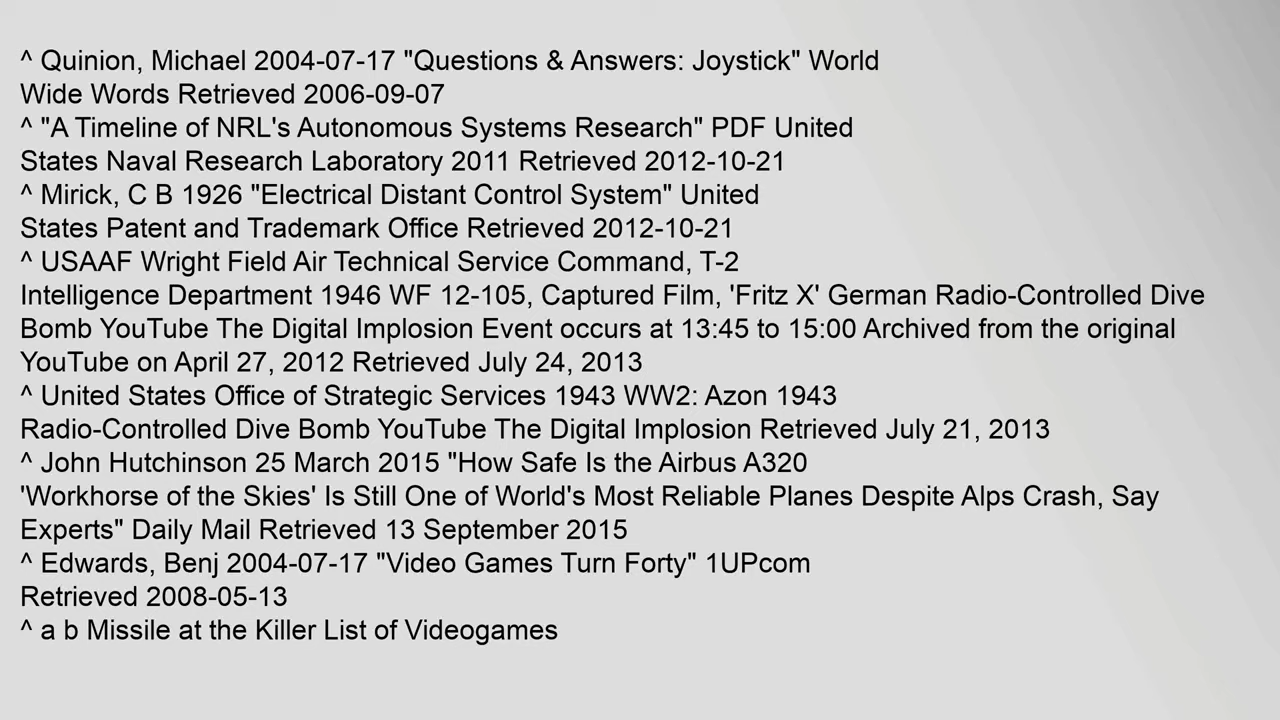 ^ Quinion, Michael 2004-07-17 "Questions & Answers: Joystick" World
Wide Words Retrieved 2006-09-07
^ "A Timeline of NRL's Autonomous Systems Research" PDF United
States Naval Research Laboratory 2011 Retrieved 2012-10-21
^ Mirick, C B 1926 "Electrical Distant Control System" United
States Patent and Trademark Office Retrieved 2012-10-21
^ USAAF Wright Field Air Technical Service Command, T-2
Intelligence Department 1946 WF 12-105, Captured Film, 'Fritz X' German Radio-Controlled Dive
Bomb YouTube The Digital Implosion Event occurs at 13:45 to 15:00 Archived from the original
YouTube on April 27, 2012 Retrieved July 24, 2013
^ United States Office of Strategic Services 1943 WW2: Azon 1943
Radio-Controlled Dive Bomb YouTube The Digital Implosion Retrieved July 21, 2013
^ John Hutchinson 25 March 2015 "How Safe Is the Airbus A320
'Workhorse of the Skies' Is Still One of World's Most Reliable Planes Despite Alps Crash, Say
Experts" Daily Mail Retrieved 13 September 2015
^ Edwards, Benj 2004-07-17 "Video Games Turn Forty" 1UPcom
Retrieved 2008-05-13
^ a b Missile at the Killer List of Videogames